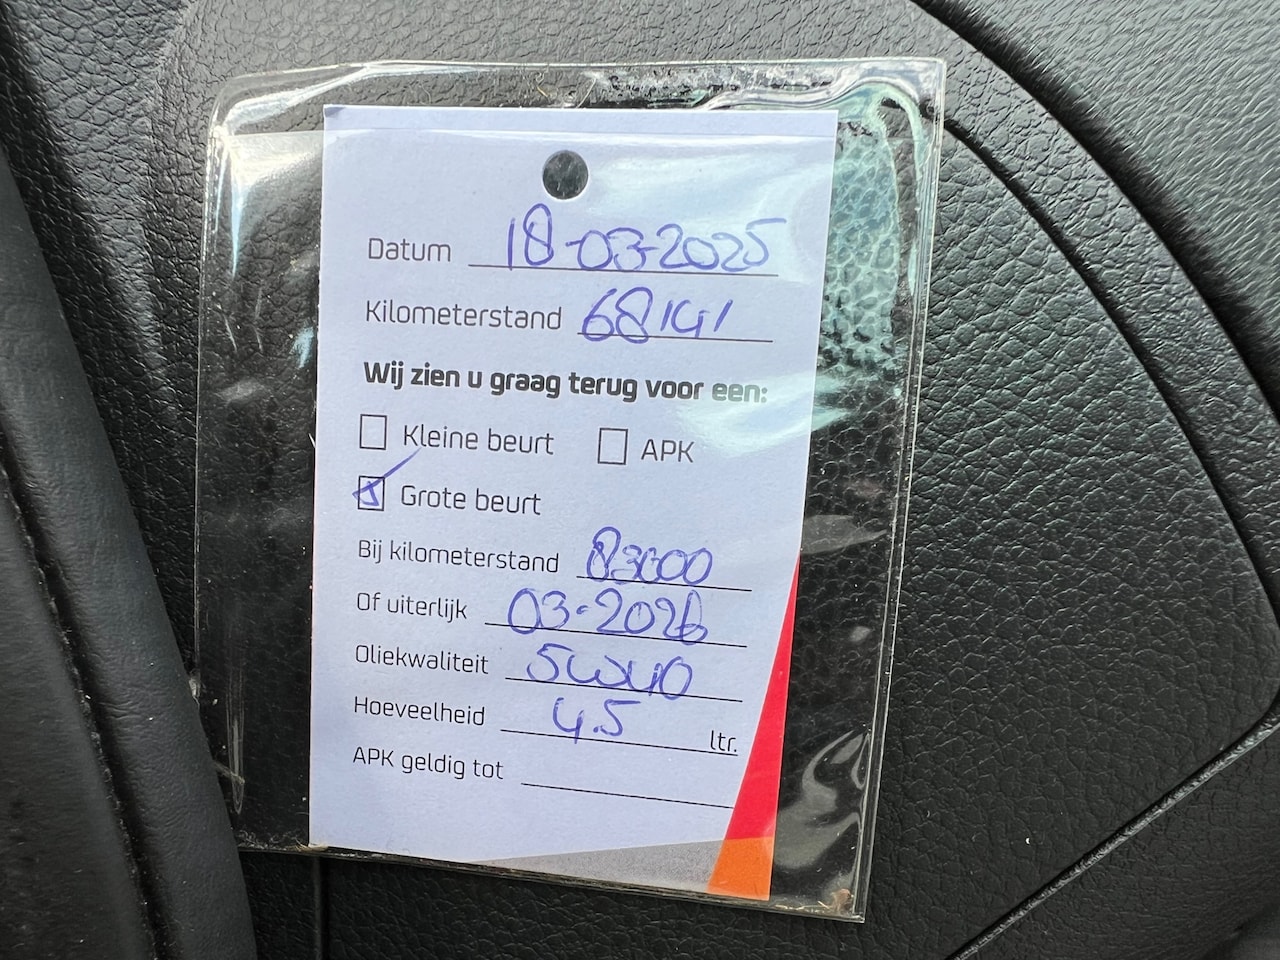 Datum 18-03-2025
Kilometerstand 68141
Wij zien u graag terug voor een:
Kleine beurt APK
Grote beurt
Bij kilometerstand 83000
Of uiterlijk 03-2026
Oliekwaliteit 5W40
Hoeveelheid 4.5 ltr.
APK geldig tot